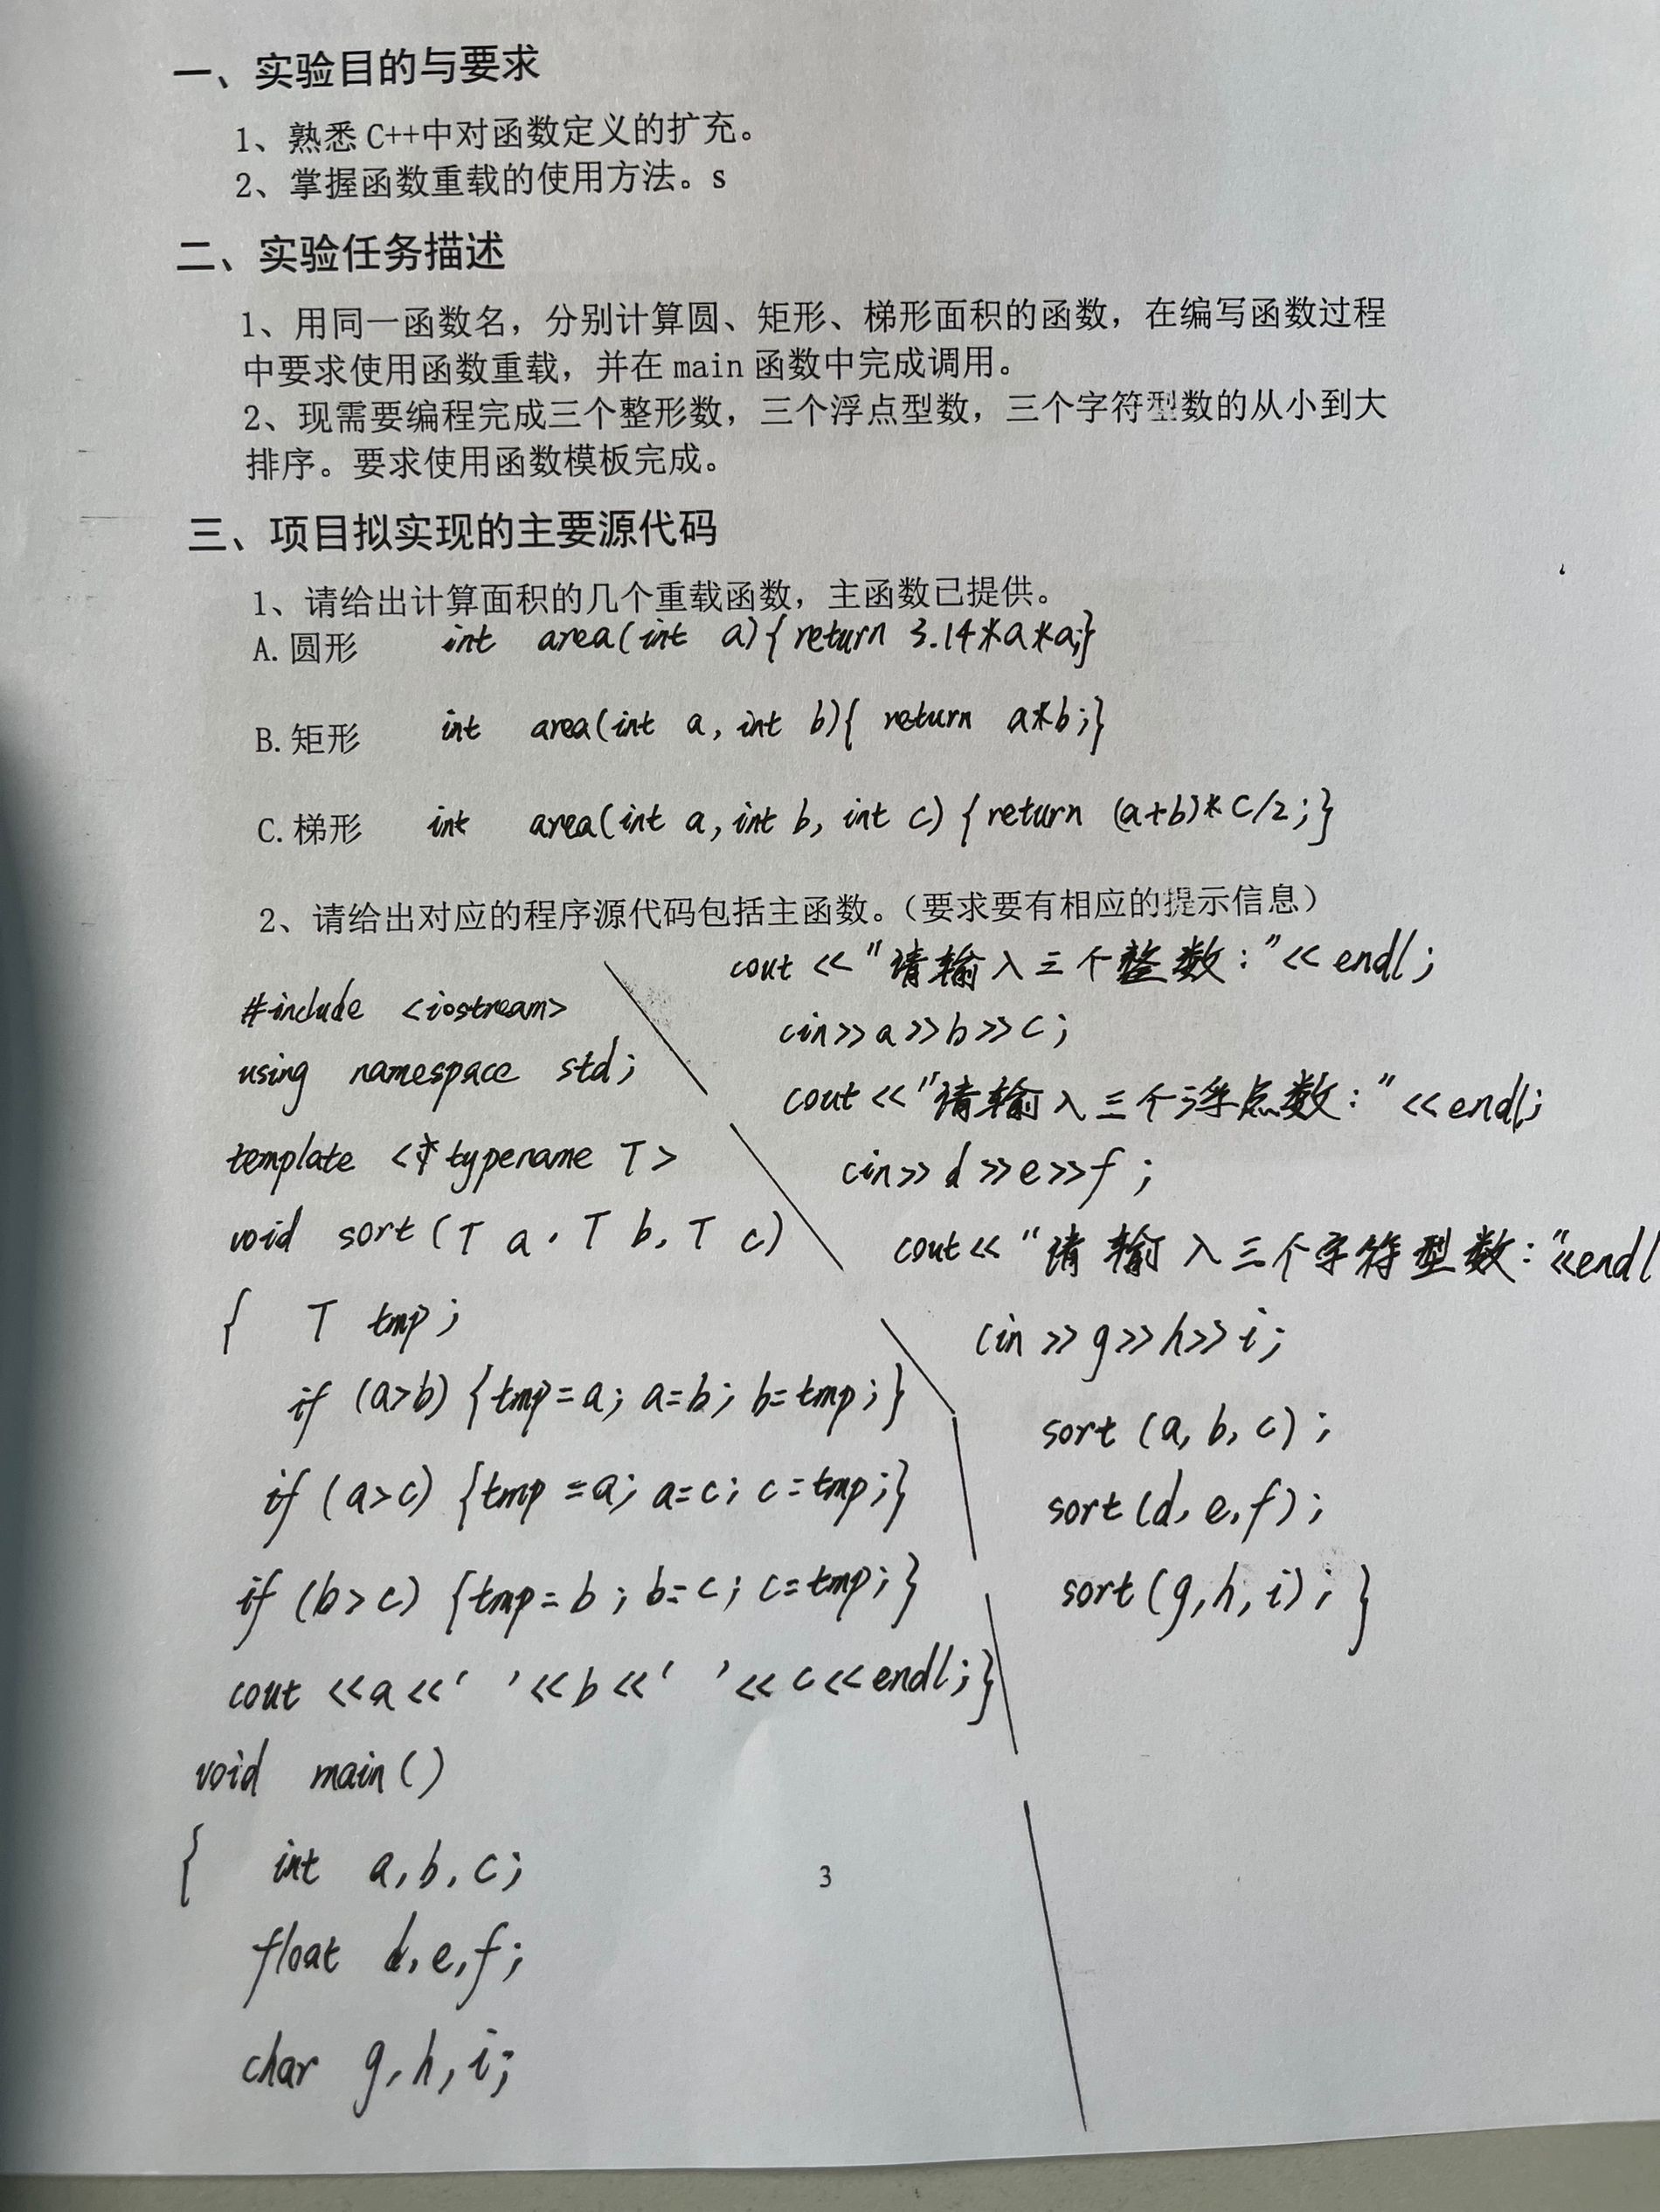 一、实验目的与要求
1、熟悉 C++中对函数定义的扩充。
2、掌握函数重载的使用方法。s
二、实验任务描述
1、用同一函数名，分别计算圆、矩形、梯形面积的函数，在编写函数过程
中要求使用函数重载，并在 main 函数中完成调用。
2、现需要编程完成三个整形数，三个浮点型数，三个字符型数的从小到大
排序。要求使用函数模板完成。
三、项目拟实现的主要源代码
1、请给出计算面积的几个重载函数，主函数已提供。
A.圆形 int area(int a){return 3.14*a*a;}
B.矩形 int area(int a, int b){ return a*b;}
C.梯形 int area(int a, int b, int c) {return (a+b)*c/2;}
2、请给出对应的程序源代码包括主函数。（要求要有相应的提示信息）
#include <iostream>
using namespace std;
template <typename T>
void sort(T a, T b, T c)
{ T tmp;
if (a>b) {tmp=a; a=b; b=tmp;}
if (a>c) {tmp=a; a=c; c=tmp;}
if (b>c) {tmp=b; b=c; c=tmp;}
cout <<a<<' '<<b<<' '<<c<<endl;}
void main()
{ int a,b,c;
float d,e,f;
char g,h,i;
cout <<"请输入三个整数:"<<endl;
cin>>a>>b>>c;
cout<<"请输入三个浮点数:"<<endl;
cin>>d>>e>>f;
cout<<"请输入三个字符型数:"<<endl
cin>>g>>h>>i;
sort (a, b, c);
sort(d, e, f);
sort(g, h, i); }
3